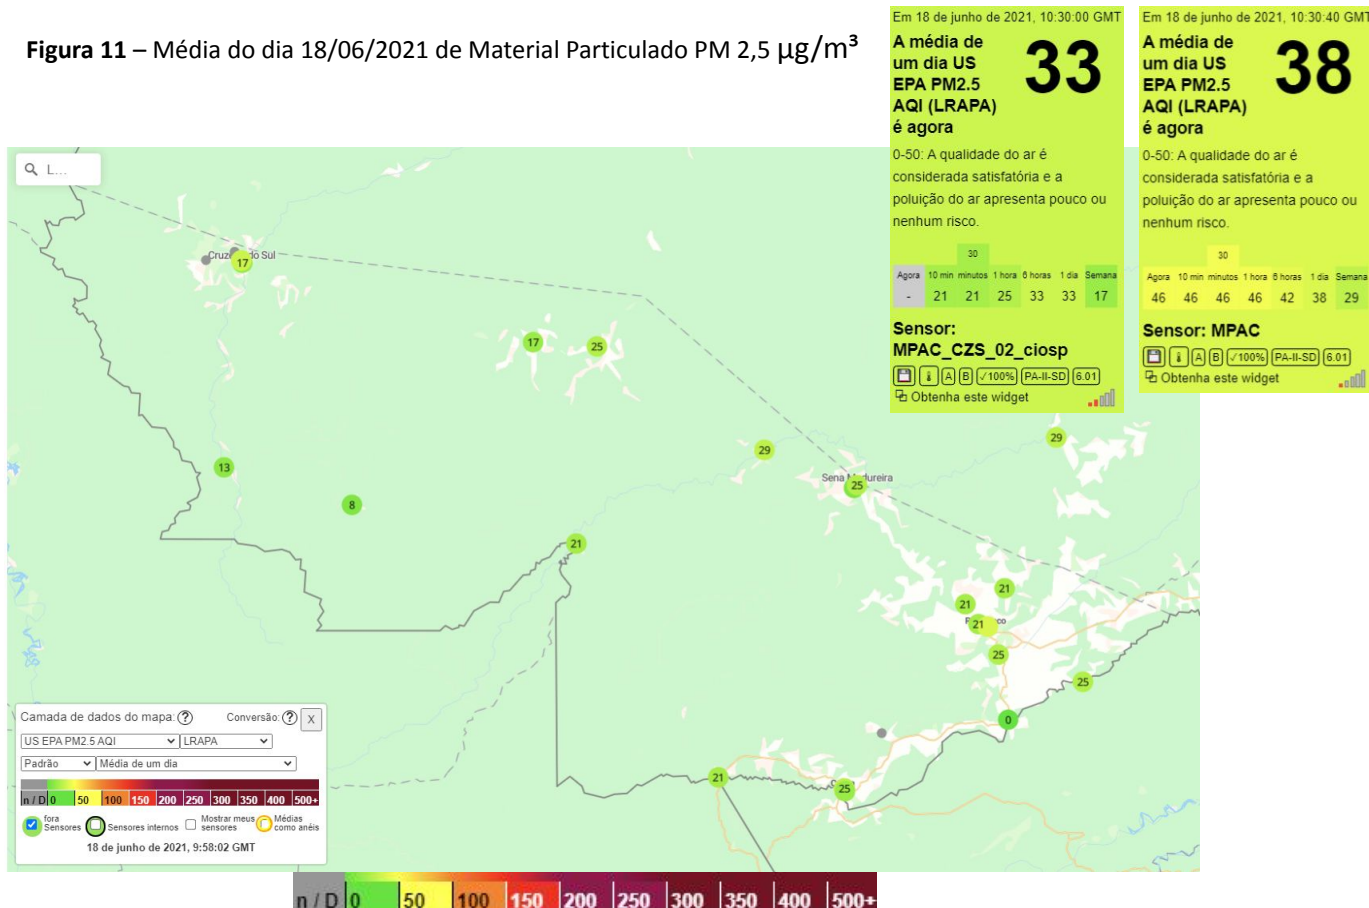 Figura 11 – Média do dia 18/06/2021 de Material Particulado PM 2,5 µg/m³
Em 18 de junho de 2021, 10:30:00 GMT
A média de
um dia US
EPA PM2.5
AQI (LRAPA)
é agora
33
0-50: A qualidade do ar é
considerada satisfatória e a
poluição do ar apresenta pouco ou
nenhum risco.
30
Agora 10 min minutos 1 hora 6 horas 1 dia Semana
- 21 21 25 33 33 17
Sensor:
MPAC_CZS_02_ciosp
A B ✓100% PA-II-SD 6.01
Obtenha este widget
Em 18 de junho de 2021, 10:30:40 GMT
A média de
um dia US
EPA PM2.5
AQI (LRAPA)
é agora
38
0-50: A qualidade do ar é
considerada satisfatória e a
poluição do ar apresenta pouco ou
nenhum risco.
30
Agora 10 min minutos 1 hora 6 horas 1 dia Semana
46 46 46 46 42 38 29
Sensor: MPAC
A B ✓100% PA-II-SD 6.01
Obtenha este widget
L...
do Sul
17
17
25
29
29
13
Sena
25
8
21
21
21
21
25
25
0
21
25
Camada de dados do mapa: ? Conversão: ? X
US EPA PM2.5 AQI LRAPA
Padrão Média de um dia
n / D 0 50 100 150 200 250 300 350 400 500+
fora
Sensores
Sensores internos
Mostrar meus
sensores
Médias
como anéis
18 de junho de 2021, 9:58:02 GMT
n / D 0 50 100 150 200 250 300 350 400 500+